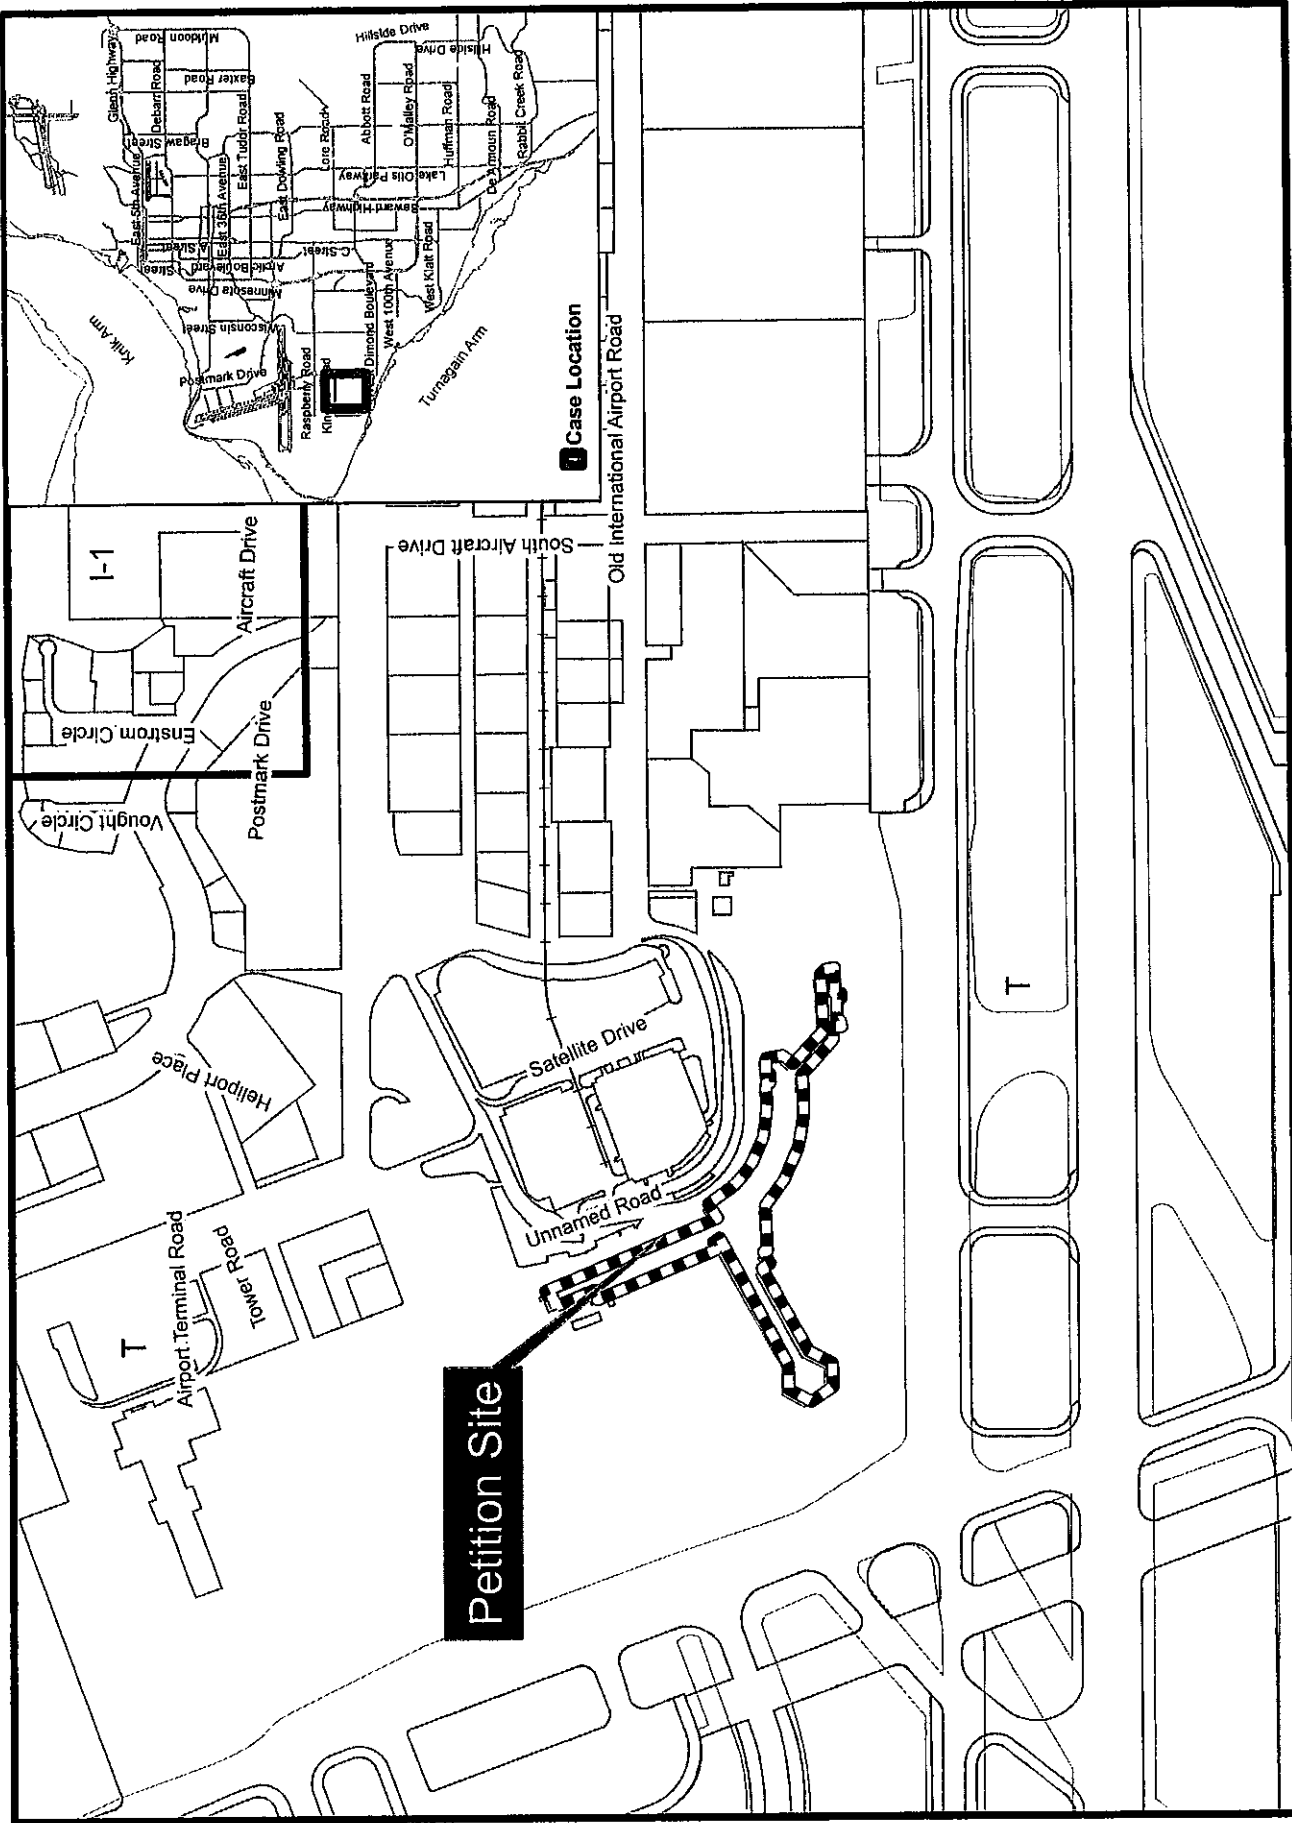 Petition Site
T
Airport Terminal Road
Tower Road
Heliport Place
Unnamed Road
Satellite Drive
Vought Circle
Enstrom Circle
Postmark Drive
Aircraft Drive
I-1
South Aircraft Drive
Old International Airport Road
T
Case Location
Knik Arm
Turnagain Arm
Postmark Drive
Wisconsin Street
Minnesota Drive
Arctic Boulevard
Street
A Street
C Street
East 5th Avenue
Glenn Highway
Debarr Road
Muldoon Road
Baxter Road
Bragaw Street
East 36th Avenue
East Tudor Road
East Dowling Road
Lore Road
Abbott Road
O'Malley Road
Huffman Road
De Armoun Road
Rabbit Creek Road
Hillside Drive
Hillside Drive
Lake Otis Parkway
Seward Highway
Raspberry Road
Dimond Boulevard
West 100th Avenue
West Klatt Road